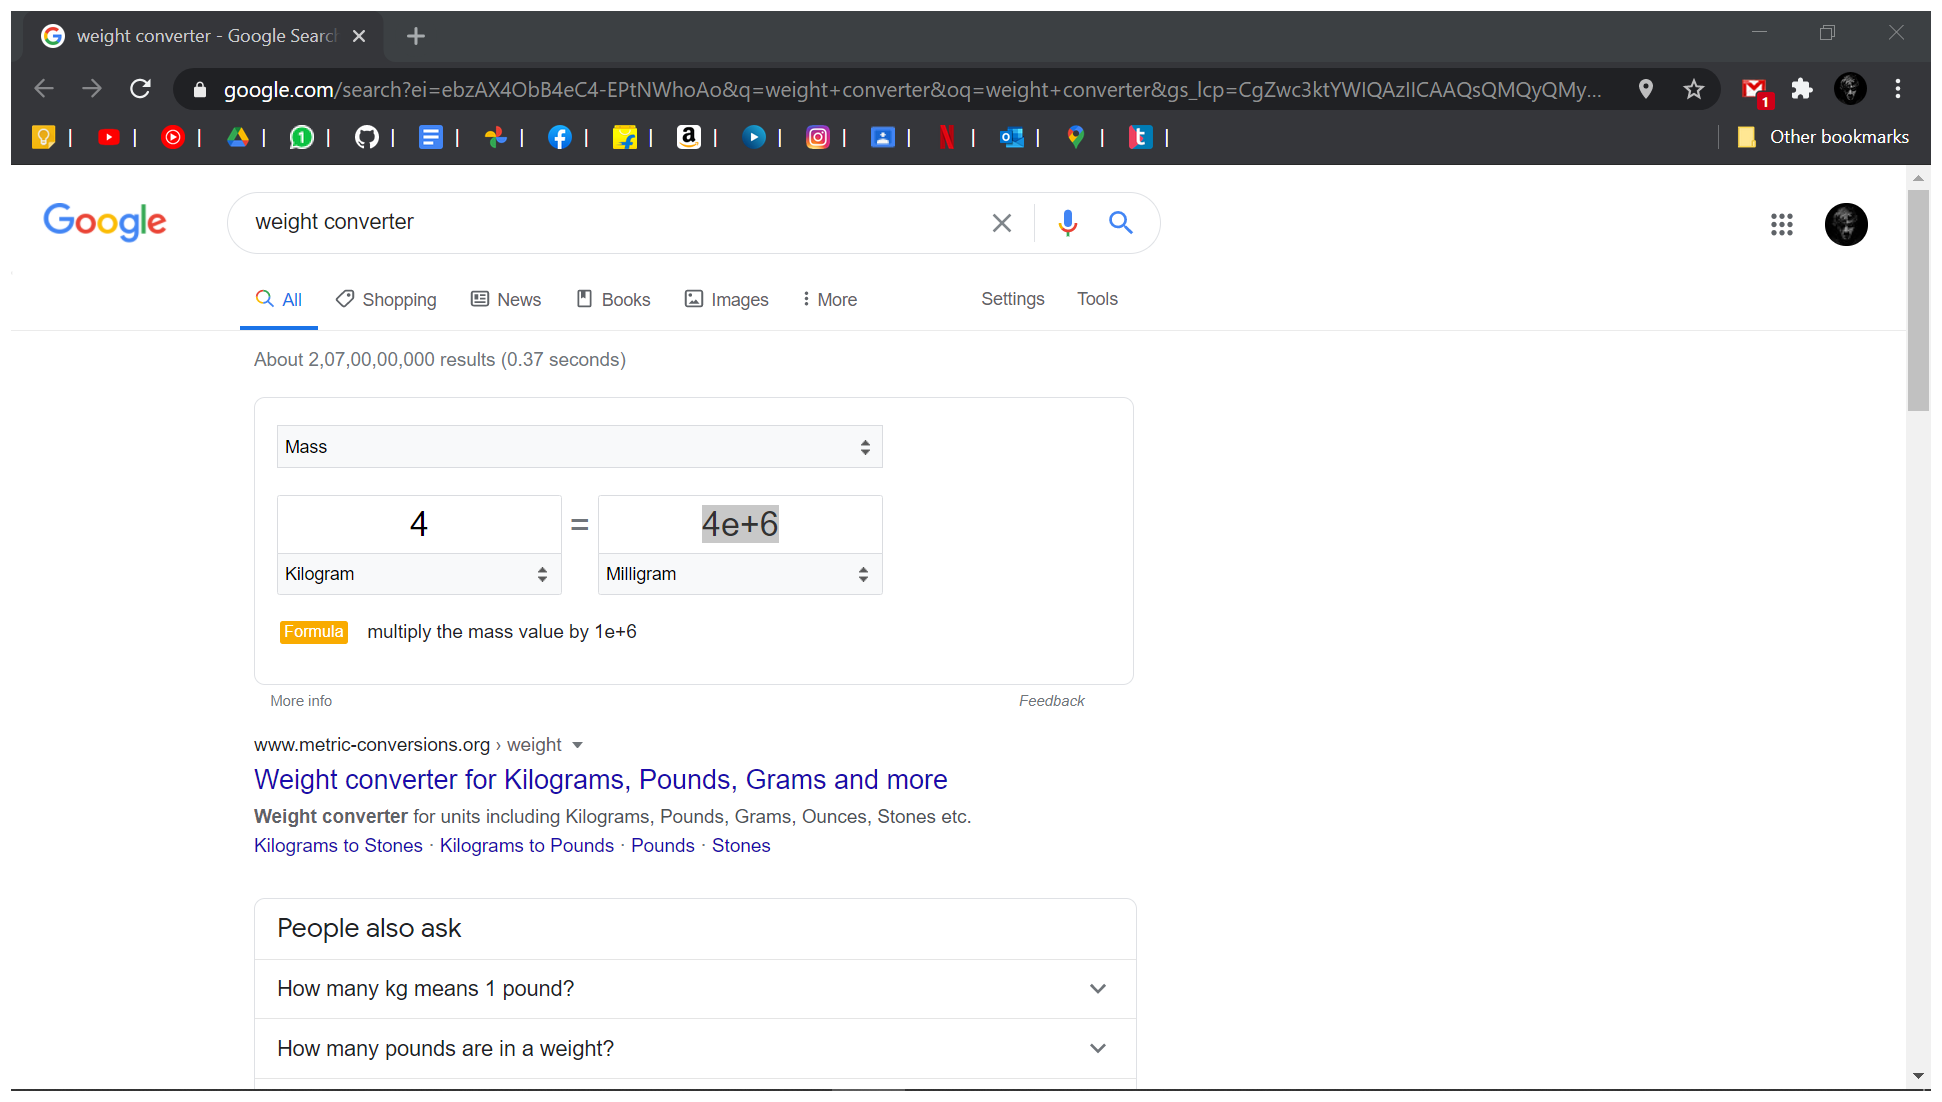 weight converter - Google Searc
google.com/search?ei=ebzAX4ObB4eC4-EPtNWhoAo&q=weight+converter&oq=weight+converter&gs_lcp=CgZwc3ktYWIQAzIICAAQsQMQyQMy...
1
| | | | 1 | | | | | | a | | | | | | | t | Other bookmarks
Google weight converter
All Shopping News Books Images More Settings Tools
About 2,07,00,00,000 results (0.37 seconds)
Mass
4 = 4e+6
Kilogram Milligram
Formula multiply the mass value by 1e+6
More info Feedback
www.metric-conversions.org › weight
Weight converter for Kilograms, Pounds, Grams and more
Weight converter for units including Kilograms, Pounds, Grams, Ounces, Stones etc.
Kilograms to Stones · Kilograms to Pounds · Pounds · Stones
People also ask
How many kg means 1 pound?
How many pounds are in a weight?